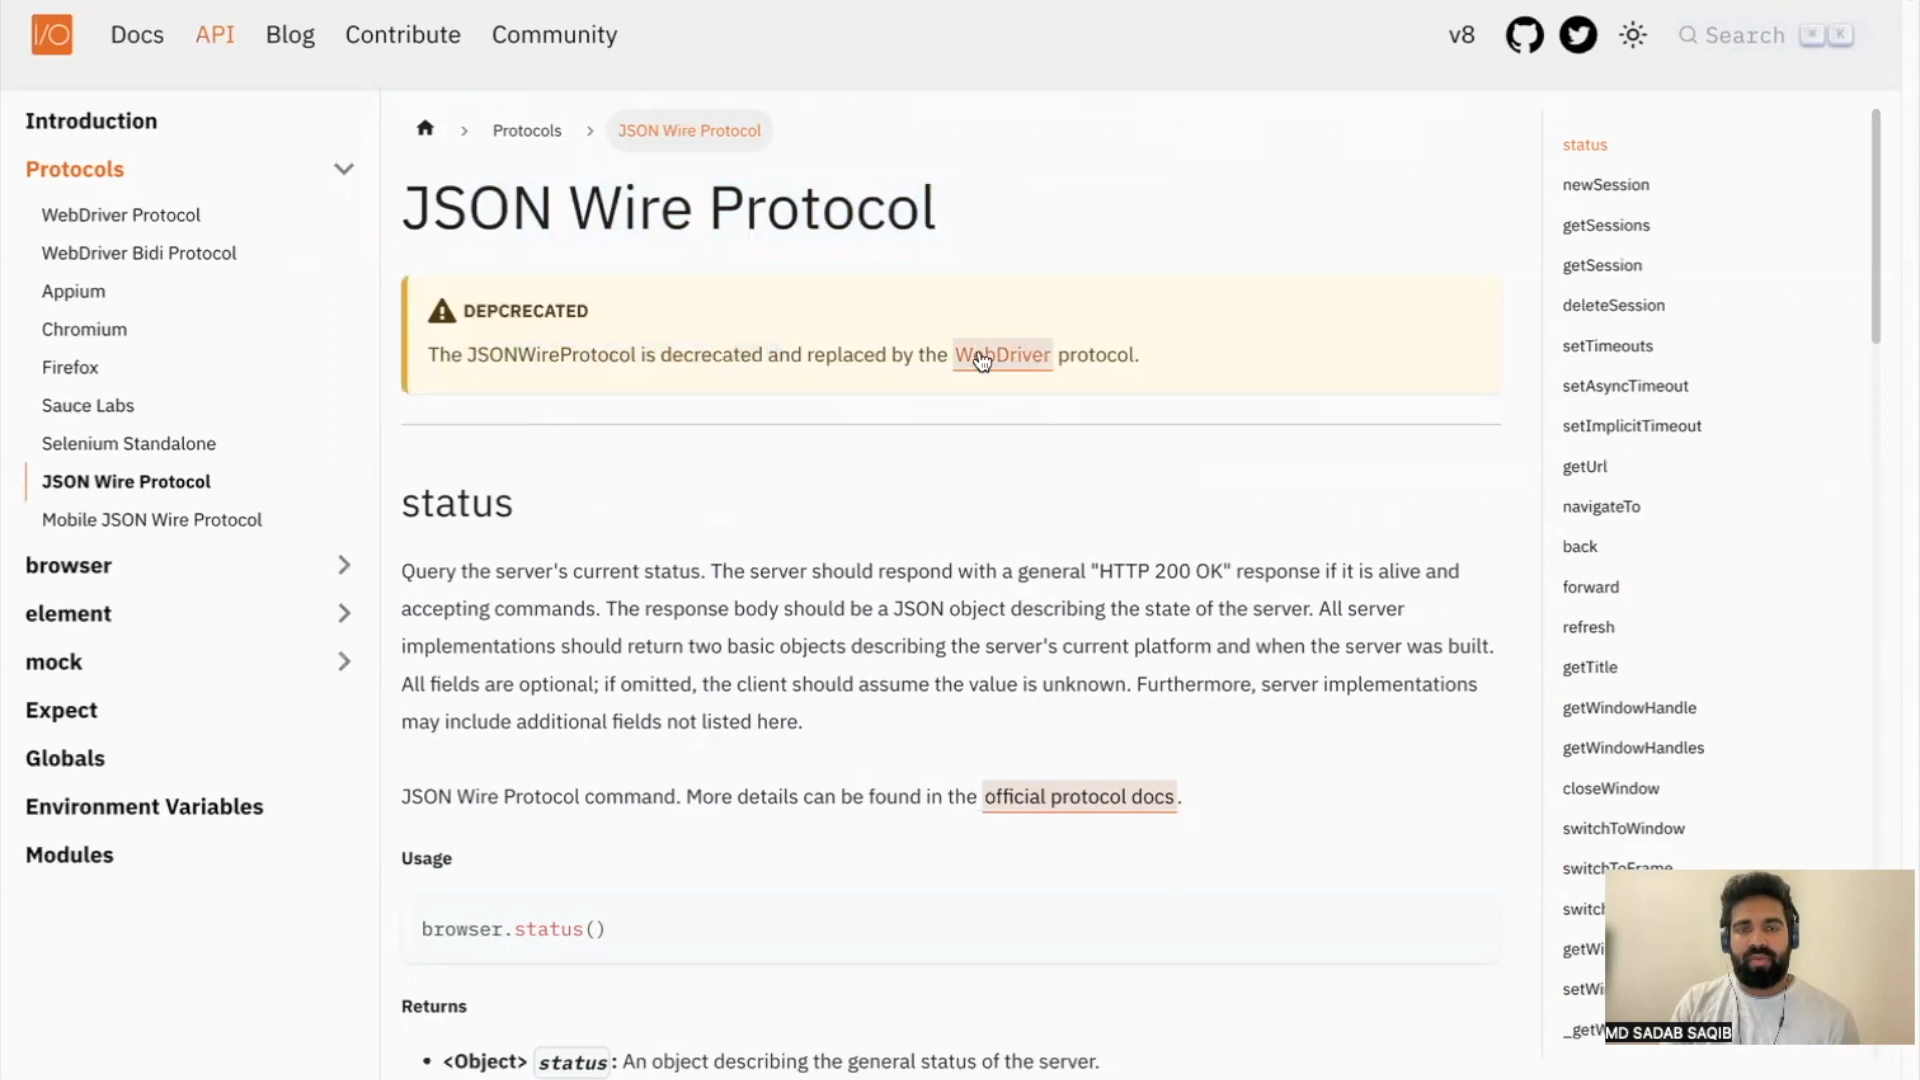 I/O
Docs
API
Blog
Contribute
Community
v8
Search
⌘ K
Introduction
Protocols
WebDriver Protocol
WebDriver Bidi Protocol
Appium
Chromium
Firefox
Sauce Labs
Selenium Standalone
JSON Wire Protocol
Mobile JSON Wire Protocol
browser
element
mock
Expect
Globals
Environment Variables
Modules
Protocols
JSON Wire Protocol
JSON Wire Protocol
DEPCRECATED
The JSONWireProtocol is decrecated and replaced by the WebDriver protocol.
status
Query the server's current status. The server should respond with a general "HTTP 200 OK" response if it is alive and
accepting commands. The response body should be a JSON object describing the state of the server. All server
implementations should return two basic objects describing the server's current platform and when the server was built.
All fields are optional; if omitted, the client should assume the value is unknown. Furthermore, server implementations
may include additional fields not listed here.
JSON Wire Protocol command. More details can be found in the official protocol docs.
Usage
browser.status()
Returns
• <Object> status: An object describing the general status of the server.
status
newSession
getSessions
getSession
deleteSession
setTimeouts
setAsyncTimeout
setImplicitTimeout
getUrl
navigateTo
back
forward
refresh
getTitle
getWindowHandle
getWindowHandles
closeWindow
switchToWindow
switchToFrame
switch
getWi
setWi
_getW
MD SADAB SAQIB